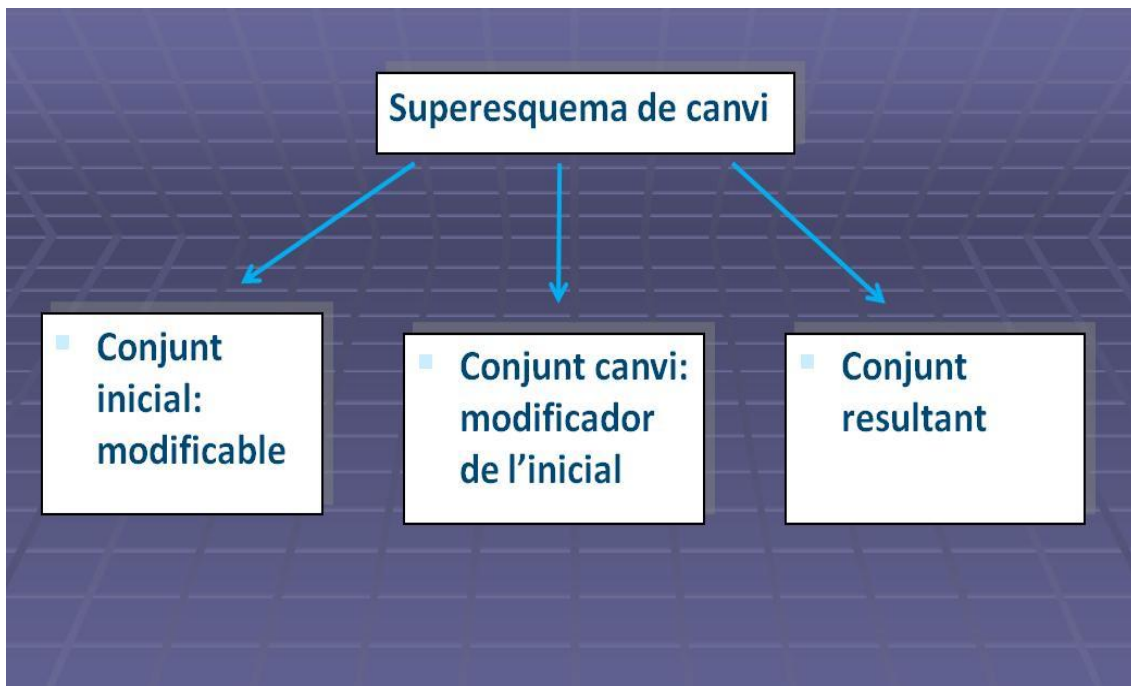 Superesquema de canvi
Conjunt
inicial:
modificable
Conjunt canvi:
modificador
de l’inicial
Conjunt
resultant